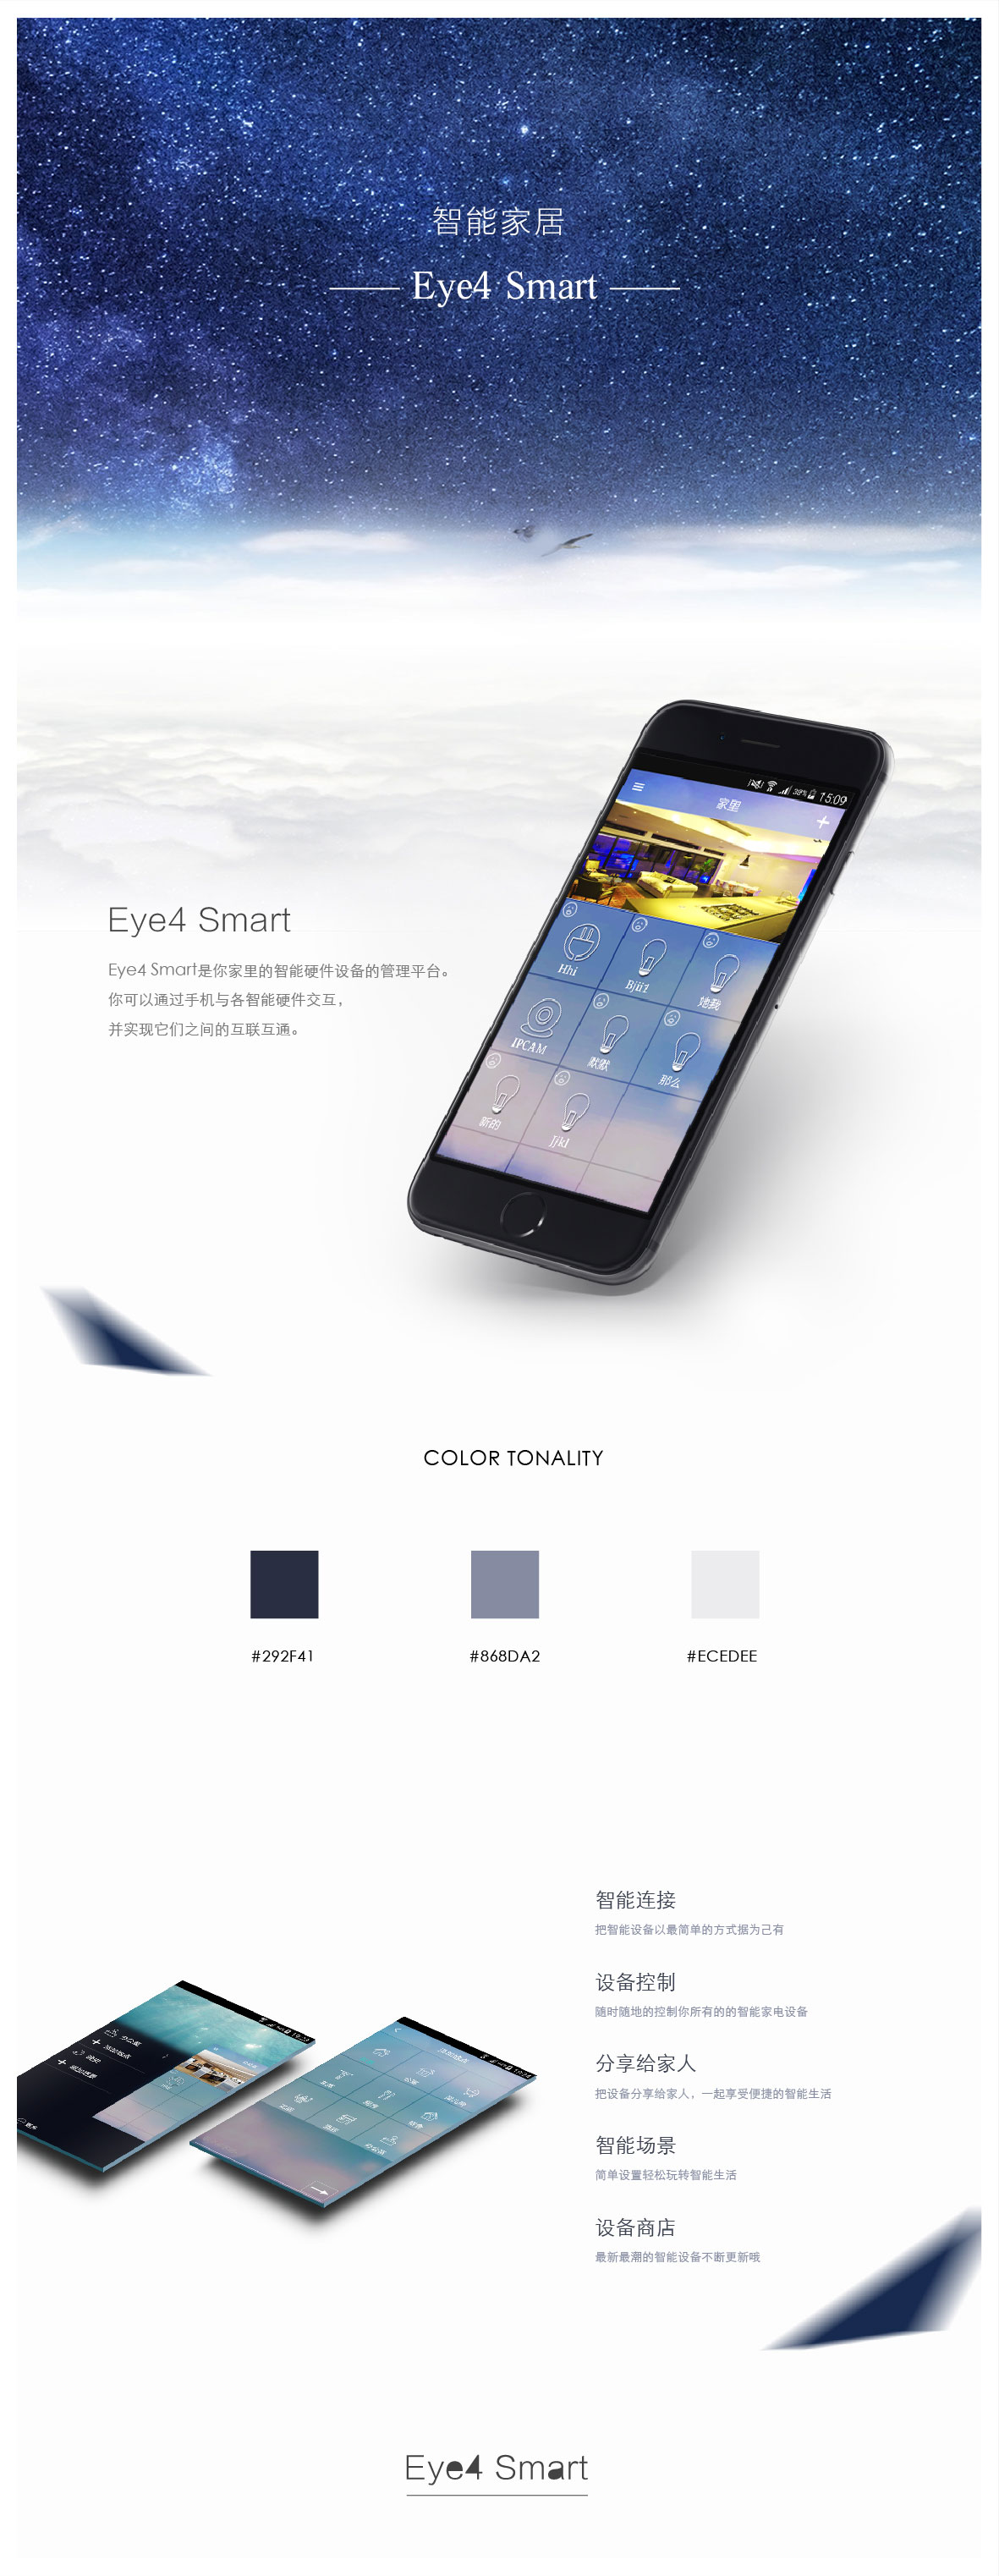 智能家居
Eye4 Smart
15:09
家里
Hhi
Bjii1
她我
IPCAM
默默
那么
新的
Jjkl
Eye4 Smart
Eye4 Smart是你家里的智能硬件设备的管理平台。
你可以通过手机与各智能硬件交互，
并实现它们之间的互联互通。
COLOR TONALITY
#292F41
#868DA2
#ECEDEE
智能连接
把智能设备以最简单的方式据为己有
设备控制
随时随地的控制你所有的的智能家电设备
分享给家人
把设备分享给家人，一起享受便捷的智能生活
智能场景
简单设置轻松玩转智能生活
设备商店
最新最潮的智能设备不断更新哦
Eye4 Smart